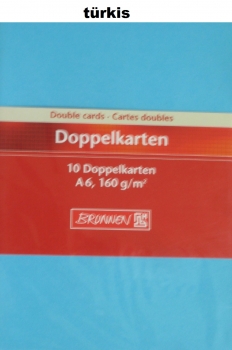 türkis
Double cards - Cartes doubles
Doppelkarten
10 Doppelkarten
A6, 160 g/m²
BRUNNEN